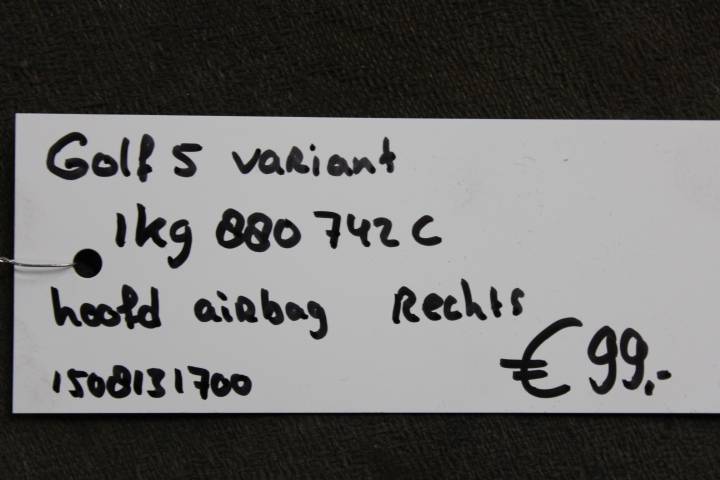 Golf 5 variant
1kg 880 742 C
hoofd airbag Rechts
1508131700
€ 99,-